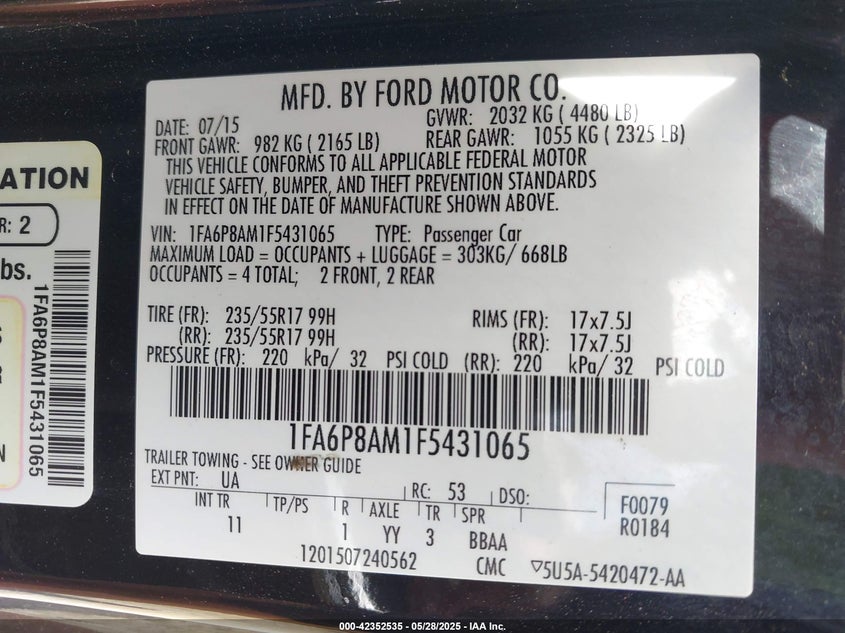 MFD. BY FORD MOTOR CO.
DATE: 07/15 GVWR: 2032 KG ( 4480 LB)
FRONT GAWR: 982 KG ( 2165 LB) REAR GAWR: 1055 KG ( 2325 LB)
THIS VEHICLE CONFORMS TO ALL APPLICABLE FEDERAL MOTOR
VEHICLE SAFETY, BUMPER, AND THEFT PREVENTION STANDARDS
IN EFFECT ON THE DATE OF MANUFACTURE SHOWN ABOVE.
VIN: 1FA6P8AM1F5431065 TYPE: Passenger Car
MAXIMUM LOAD = OCCUPANTS + LUGGAGE = 303KG/ 668LB
OCCUPANTS = 4 TOTAL; 2 FRONT, 2 REAR
TIRE (FR): 235/55R17 99H RIMS (FR): 17x7.5J
(RR): 235/55R17 99H (RR): 17x7.5J
PRESSURE (FR): 220 kPa/ 32 PSI COLD (RR): 220 kPa/ 32 PSI COLD
1FA6P8AM1F5431065
TRAILER TOWING - SEE OWNER GUIDE
EXT PNT: UA RC: 53 DSO:
F0079
R0184
INT TR TP/PS R AXLE TR SPR
11 1 YY 3 BBAA
1201507240562 CMC ▽5U5A-5420472-AA
ATION
R: 2
bs.
1FA6P8AM1F5431065
N
000-42352535 - 05/28/2025 - IAA Inc.